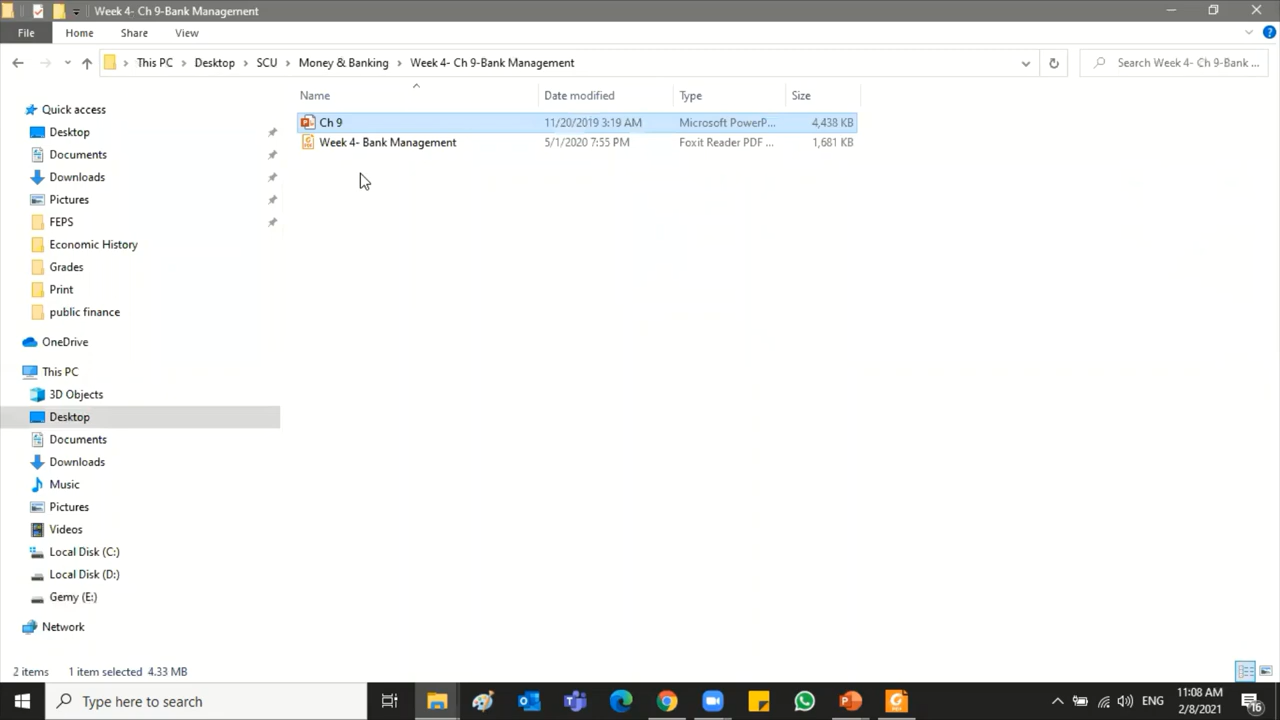 Week 4- Ch 9-Bank Management
File Home Share View
This PC Desktop SCU Money & Banking Week 4- Ch 9-Bank Management
Search Week 4- Ch 9-Bank Management ...
Name Date modified Type Size
Ch 9 11/20/2019 3:19 AM Microsoft PowerP... 4,438 KB
Week 4- Bank Management 5/1/2020 7:55 PM Foxit Reader PDF ... 1,681 KB
Quick access
Desktop
Documents
Downloads
Pictures
FEPS
Economic History
Grades
Print
public finance
OneDrive
This PC
3D Objects
Desktop
Documents
Downloads
Music
Pictures
Videos
Local Disk (C:)
Local Disk (D:)
Gemy (E:)
Network
2 items 1 item selected 4.33 MB
Type here to search
ENG
11:08 AM
2/8/2021
16